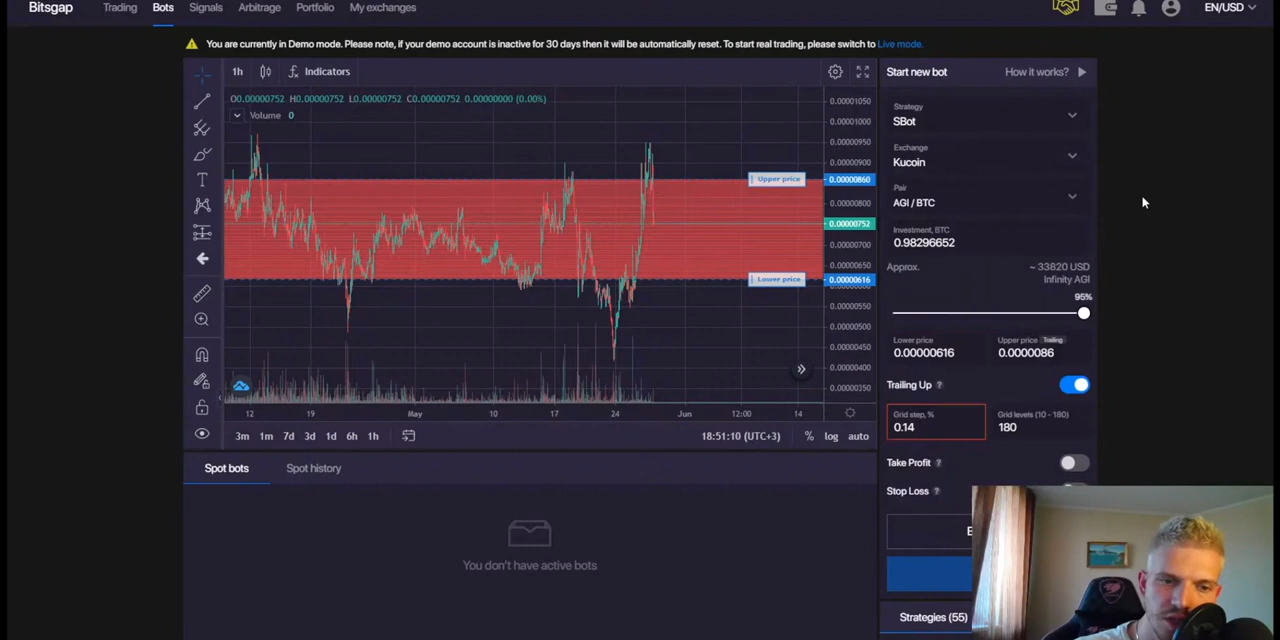 Bitsgap
Trading Bots Signals Arbitrage Portfolio My exchanges
EN/USD
You are currently in Demo mode. Please note, if your demo account is inactive for 30 days then it will be automatically reset. To start real trading, please switch to Live mode.
1h Indicators
O0.00000752 H0.00000752 L0.00000752 C0.00000752 0.00000000 (0.00%)
Volume 0
Upper price
Lower price
0.00001050
0.00001000
0.00000950
0.00000900
0.00000860
0.00000800
0.00000752
0.00000700
0.00000650
0.00000616
0.00000550
0.00000500
0.00000450
0.00000400
0.00000350
12 19 May 10 17 24 Jun 12:00 14
3m 1m 7d 3d 1d 6h 1h
18:51:10 (UTC+3) % log auto
Spot bots Spot history
You don't have active bots
Start new bot How it works?
Strategy
SBot
Exchange
Kucoin
Pair
AGI / BTC
Investment, BTC
0.98296652
Approx. ~ 33820 USD
Infinity AGI
95%
Lower price Upper price Trailing
0.00000616 0.0000086
Trailing Up ?
Grid step, % Grid levels (10 - 180)
0.14 180
Take Profit ?
Stop Loss ?
Strategies (55)